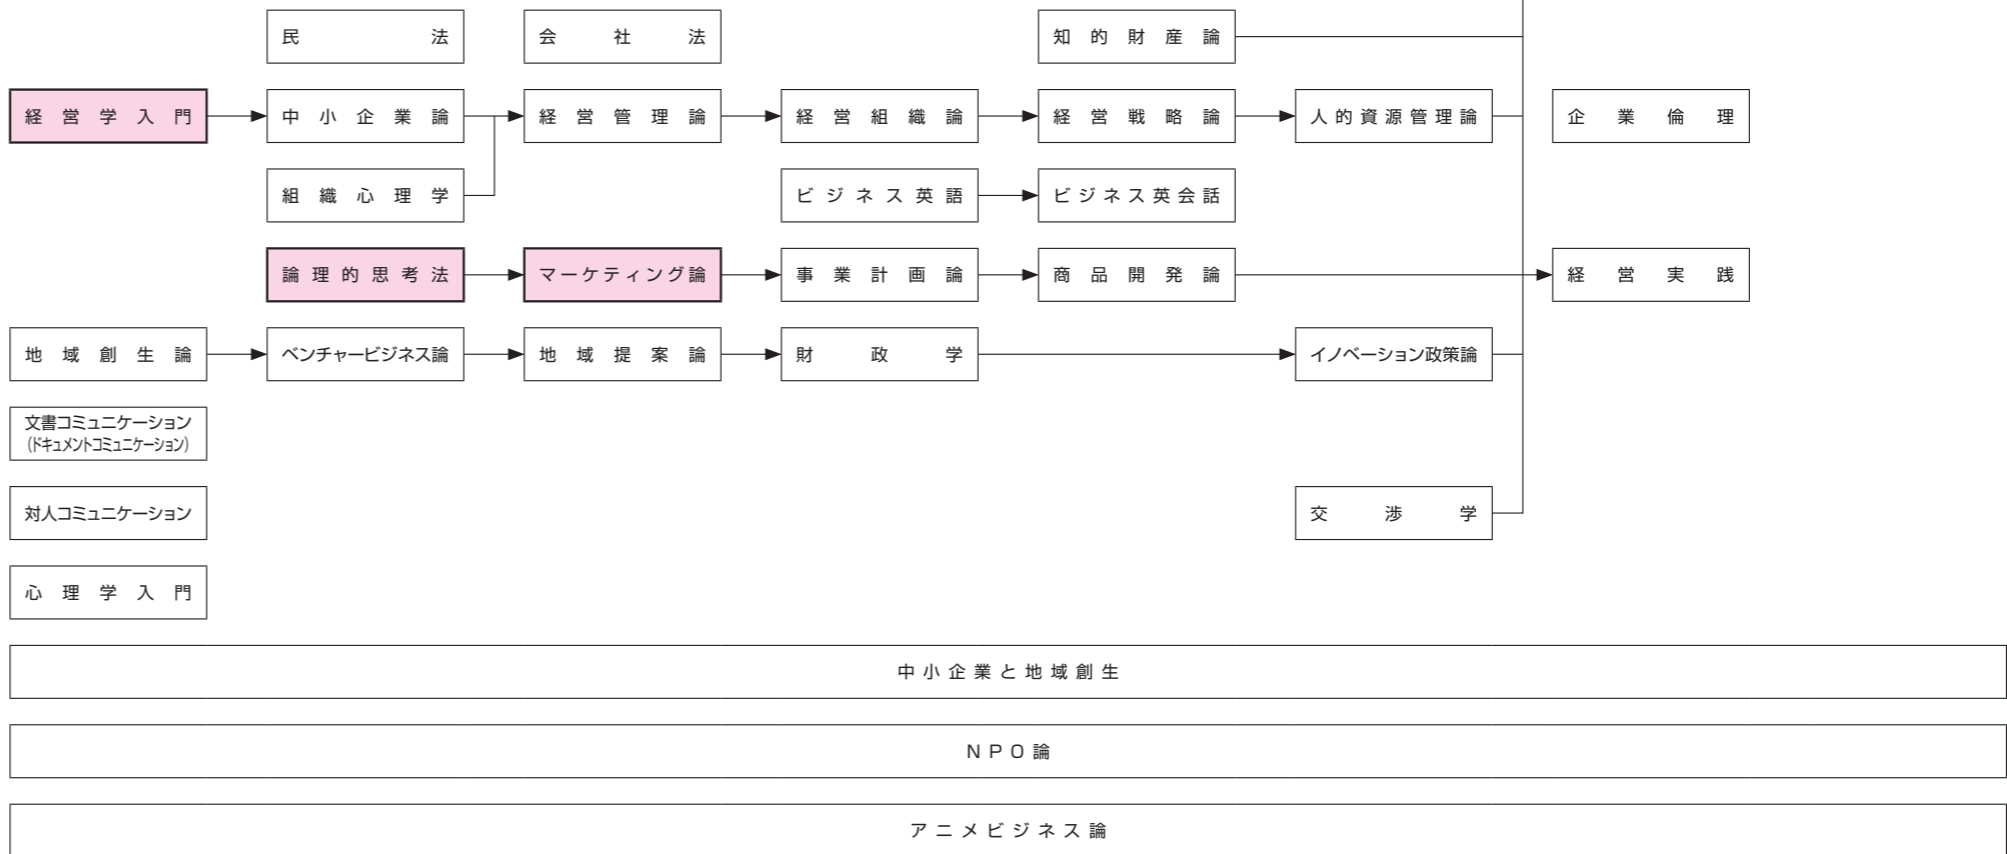 民法
会社法
知的財産論
経営学入門
中小企業論
経営管理論
経営組織論
経営戦略論
人的資源管理論
企業倫理
組織心理学
ビジネス英語
ビジネス英会話
論理的思考法
マーケティング論
事業計画論
商品開発論
経営実践
地域創生論
ベンチャービジネス論
地域提案論
財政学
イノベーション政策論
文書コミュニケーション
(ドキュメントコミュニケーション)
対人コミュニケーション
交渉学
心理学入門
中小企業と地域創生
NPO論
アニメビジネス論